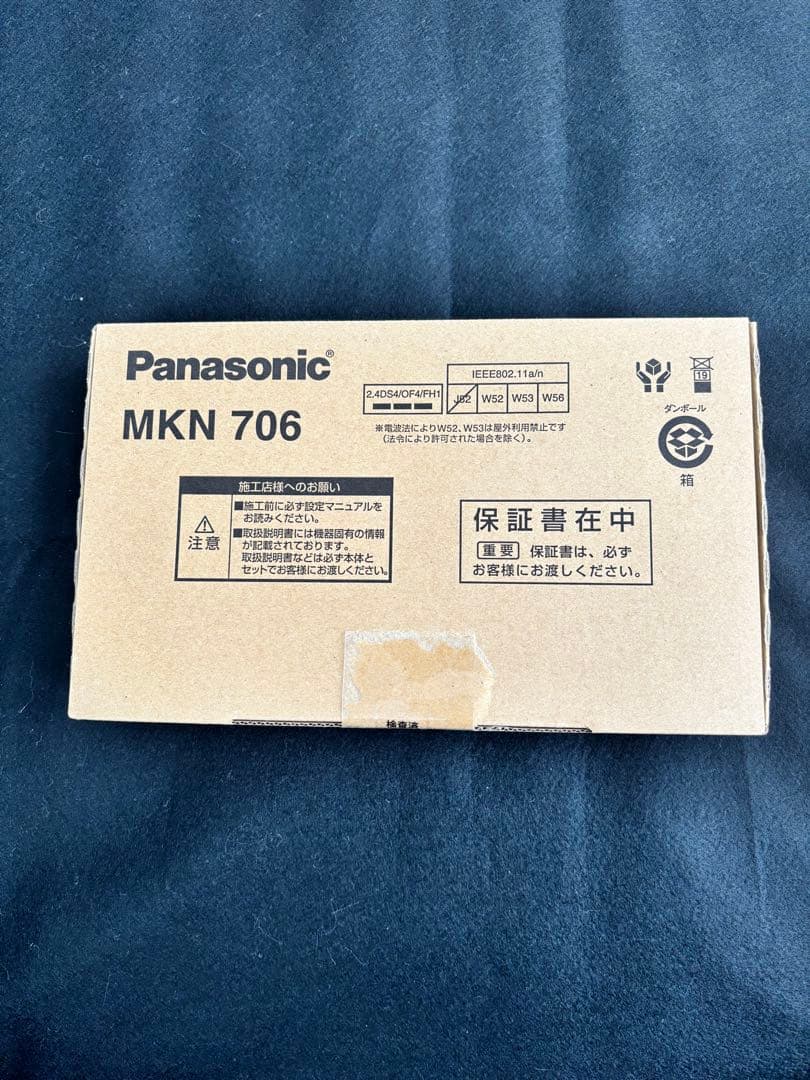 Panasonic®
MKN 706
2.4DS4/OF4/FH1
IEEE802.11a/n
J52 W52 W53 W56
※電波法によりW52、W53は屋外利用禁止です
(法令により許可された場合を除く)。
19
ダンボール
箱
施工店様へのお願い
注意
■施工前に必ず設定マニュアルを
お読みください。
■取扱説明書には機器固有の情報
が記載されております。
取扱説明書などは必ず本体と
セットでお客様にお渡しください。
保証書在中
重要 保証書は、必ず
お客様にお渡しください。
検査済